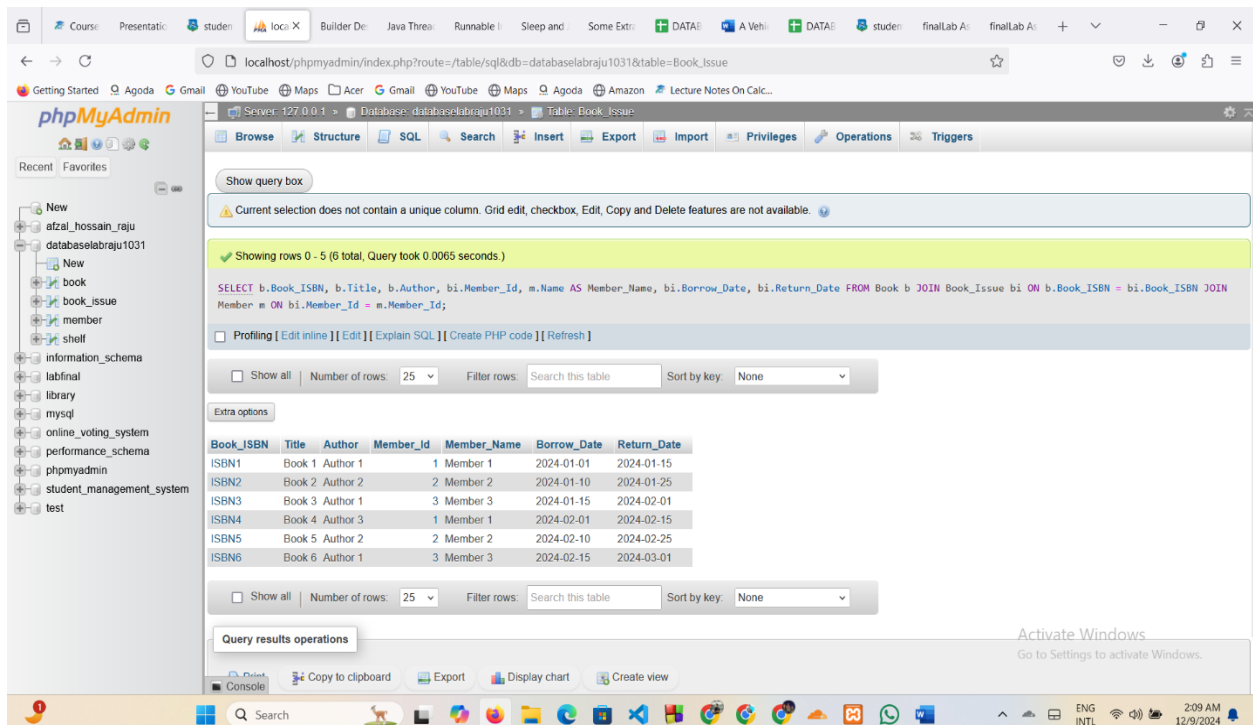 Course Presentatic studen loca Builder De Java Threa Runnable I Sleep and Some Extra DATAE A Vehi DATAE studen finalLab As finalLab As
localhost/phpmyadmin/index.php?route=/table/sql&db=databaselabraju1031&table=Book_Issue
Getting Started Agoda Gmail YouTube Maps Acer Gmail YouTube Maps Agoda Amazon Lecture Notes On Calc...
phpMyAdmin
Recent Favorites
New
afzal_hossain_raju
databaselabraju1031
New
book
book_issue
member
shelf
information_schema
labfinal
library
mysql
online_voting_system
performance_schema
phpmyadmin
student_management_system
test
Server: 127.0.0.1 » Database: databaselabraju1031 » Table: Book_Issue
Browse Structure SQL Search Insert Export Import Privileges Operations Triggers
Show query box
Current selection does not contain a unique column. Grid edit, checkbox, Edit, Copy and Delete features are not available.
Showing rows 0 - 5 (6 total, Query took 0.0065 seconds.)
SELECT b.Book_ISBN, b.Title, b.Author, bi.Member_Id, m.Name AS Member_Name, bi.Borrow_Date, bi.Return_Date FROM Book b JOIN Book_Issue bi ON b.Book_ISBN = bi.Book_ISBN JOIN
Member m ON bi.Member_Id = m.Member_Id;
Profiling [ Edit inline ] [ Edit ] [ Explain SQL ] [ Create PHP code ] [ Refresh ]
Show all Number of rows: 25 Filter rows: Search this table Sort by key: None
Extra options
Book_ISBN Title Author Member_Id Member_Name Borrow_Date Return_Date
ISBN1 Book 1 Author 1 1 Member 1 2024-01-01 2024-01-15
ISBN2 Book 2 Author 2 2 Member 2 2024-01-10 2024-01-25
ISBN3 Book 3 Author 1 3 Member 3 2024-01-15 2024-02-01
ISBN4 Book 4 Author 3 1 Member 1 2024-02-01 2024-02-15
ISBN5 Book 5 Author 2 2 Member 2 2024-02-10 2024-02-25
ISBN6 Book 6 Author 1 3 Member 3 2024-02-15 2024-03-01
Show all Number of rows: 25 Filter rows: Search this table Sort by key: None
Query results operations
Print Copy to clipboard Export Display chart Create view
Console
Activate Windows
Go to Settings to activate Windows.
1
Search
ENG
INTL
2:09 AM
12/9/2024